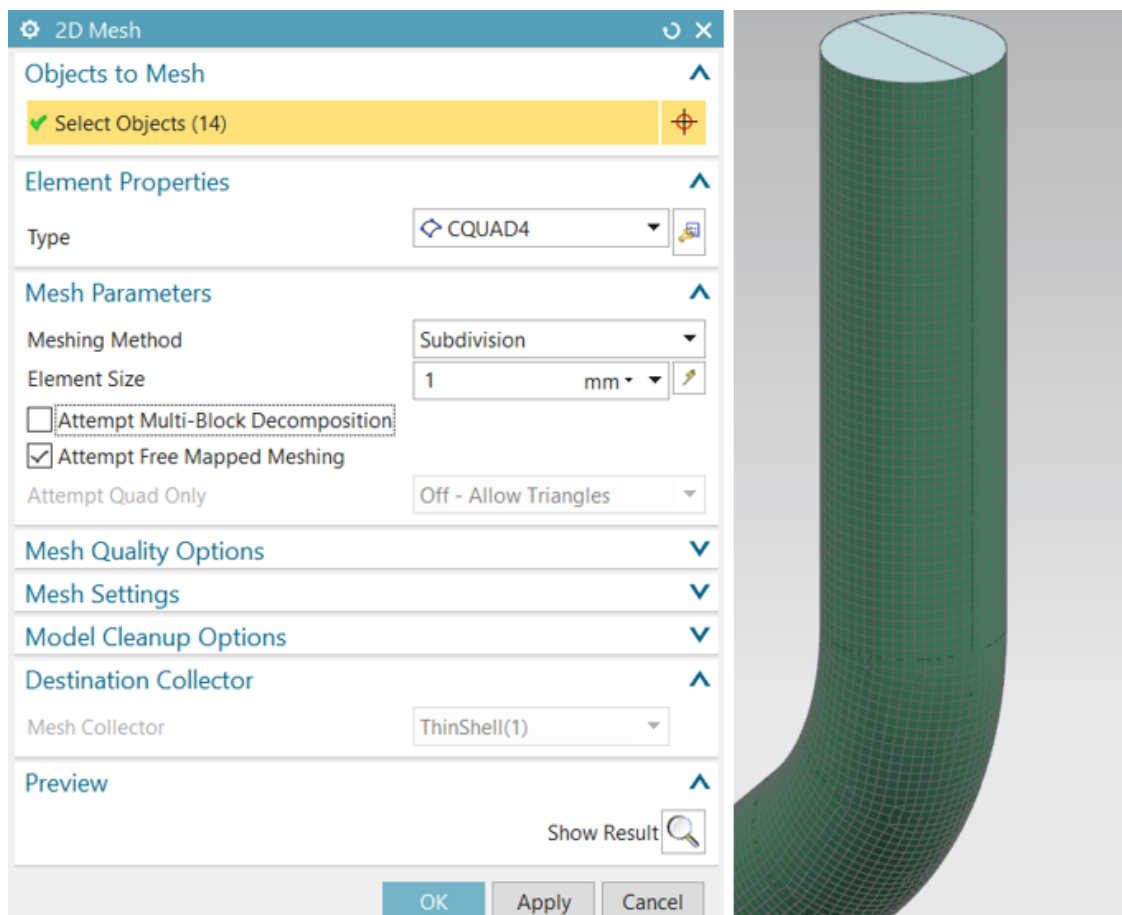 2D Mesh
Objects to Mesh
Select Objects (14)
Element Properties
Type CQUAD4
Mesh Parameters
Meshing Method Subdivision
Element Size 1 mm
Attempt Multi-Block Decomposition
Attempt Free Mapped Meshing
Attempt Quad Only Off - Allow Triangles
Mesh Quality Options
Mesh Settings
Model Cleanup Options
Destination Collector
Mesh Collector ThinShell(1)
Preview
Show Result
OK Apply Cancel